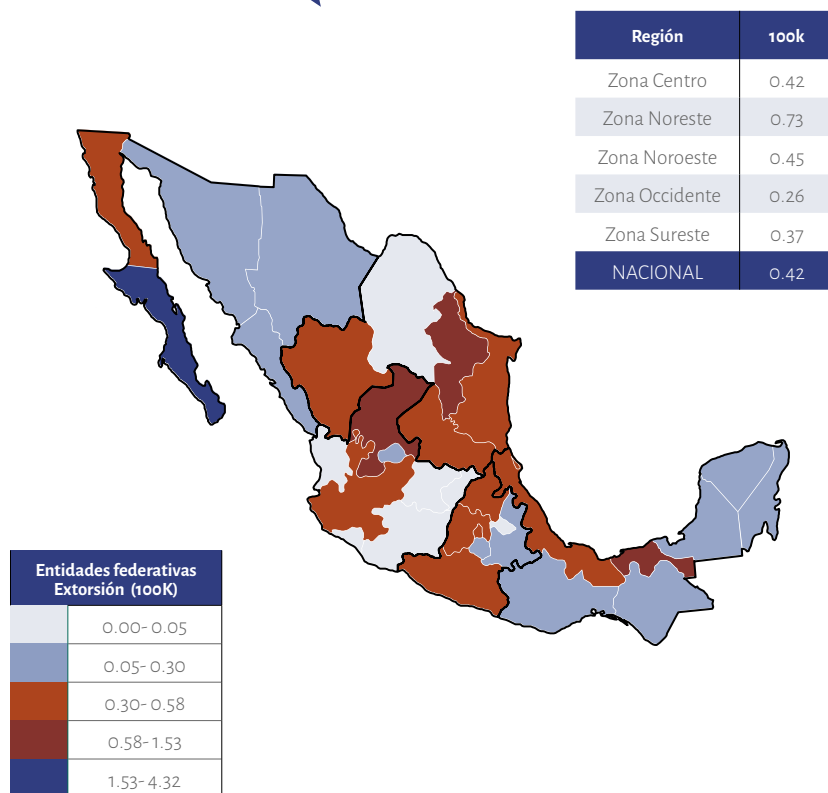 Región 100k
Zona Centro 0.42
Zona Noreste 0.73
Zona Noroeste 0.45
Zona Occidente 0.26
Zona Sureste 0.37
NACIONAL 0.42
Entidades federativas
Extorsión (100K)
0.00-0.05
0.05-0.30
0.30-0.58
0.58-1.53
1.53-4.32